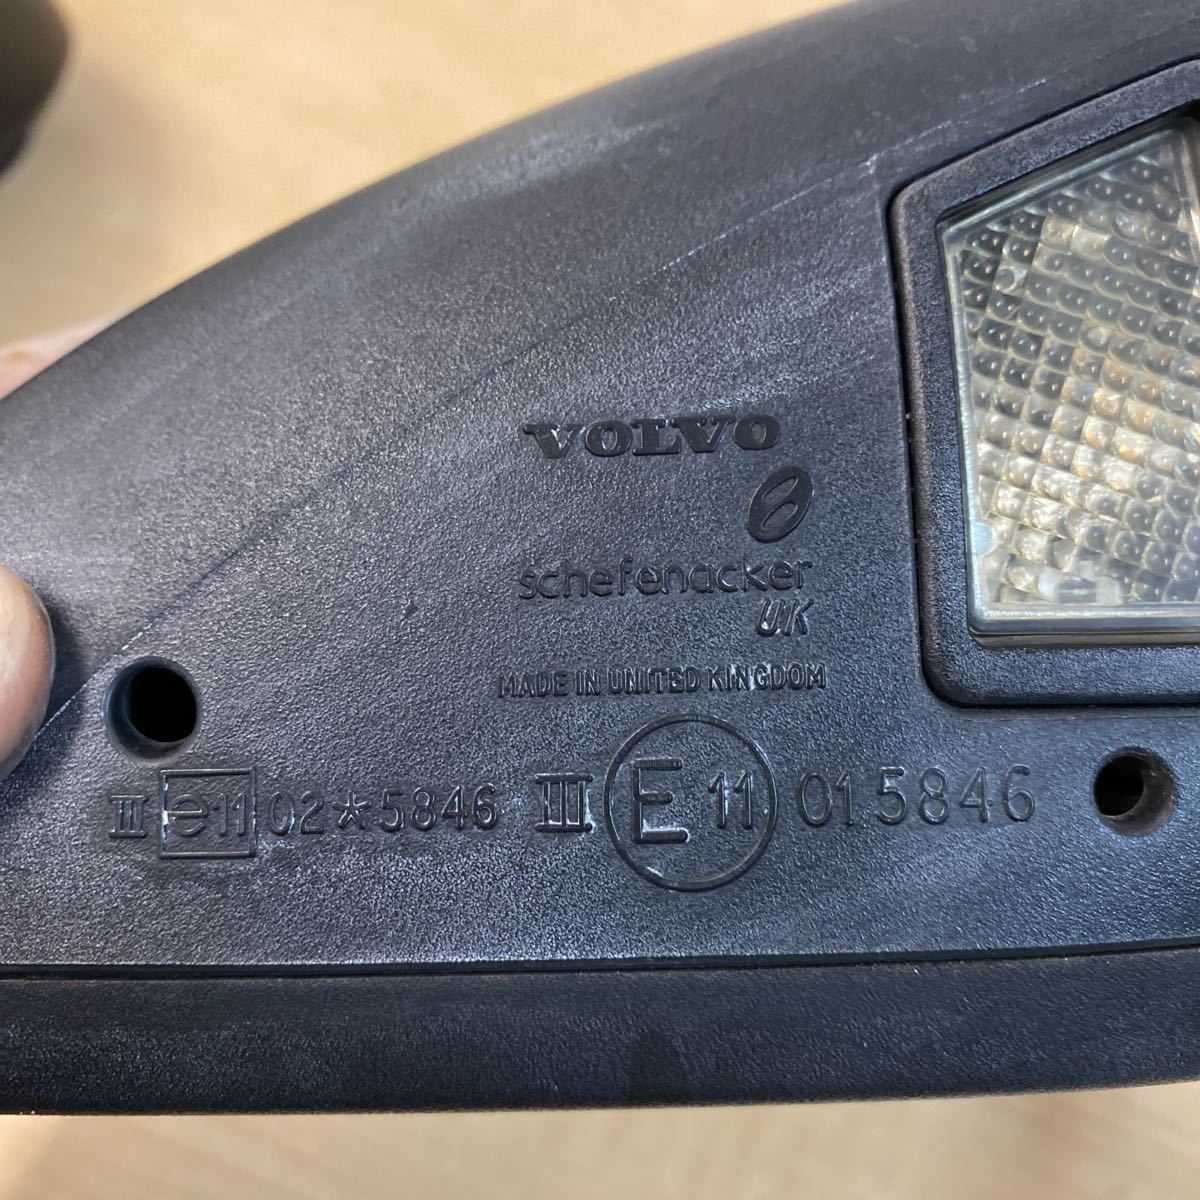 VOLVO
schefenacker
UK
MADE IN UNITED KINGDOM
II e11 02*5846 III E 11 015846